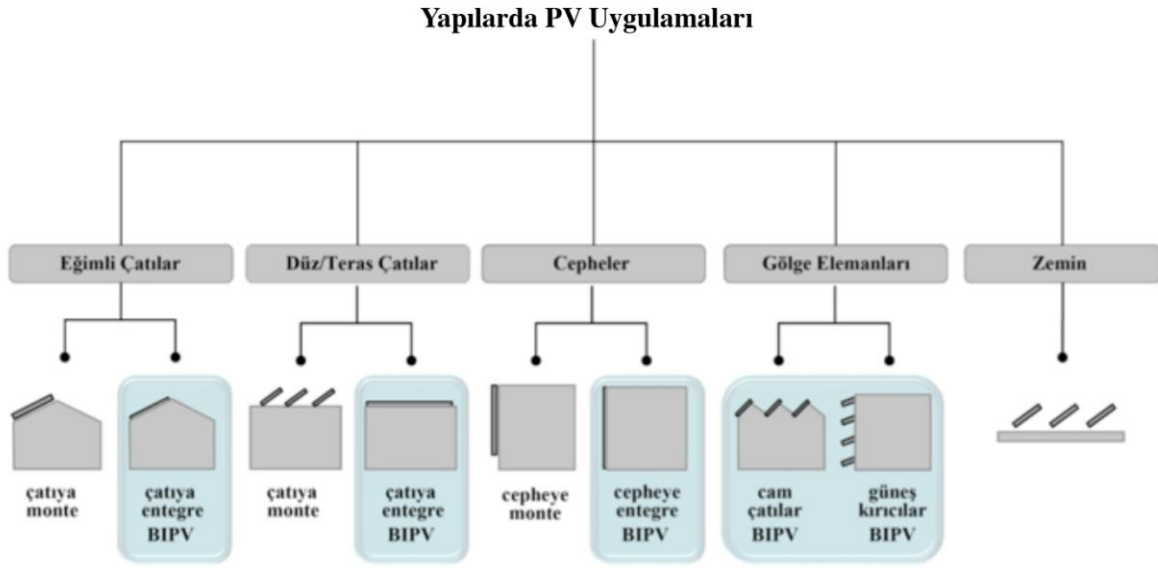 Yapılarda PV Uygulamaları
Eğimli Çatılar
Düz/Teras Çatılar
Cepheler
Gölge Elemanları
Zemin
çatıya
monte
çatıya
entegre
BIPV
çatıya
monte
çatıya
entegre
BIPV
cepheye
monte
cepheye
entegre
BIPV
cam
çatılar
BIPV
güneş
kırıcılar
BIPV